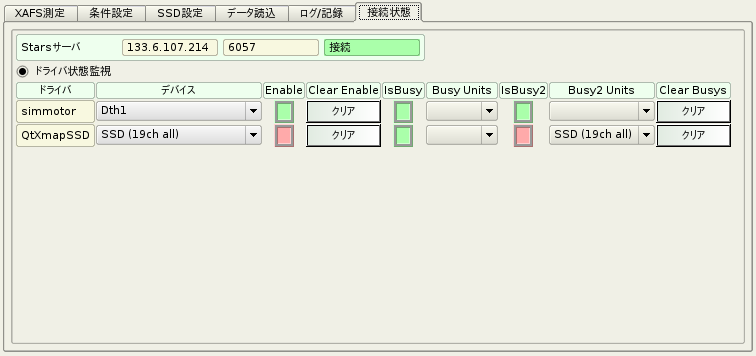 XAFS測定 条件設定 SSD設定 データ読込 ログ/記録 接続状態
Starsサーバ 133.6.107.214 6057 接続
ドライバ状態監視
ドライバ デバイス Enable Clear Enable IsBusy Busy Units IsBusy2 Busy2 Units Clear Busys
simmotor Dth1 クリア クリア
QtXmapSSD SSD (19ch all) クリア SSD (19ch all) クリア